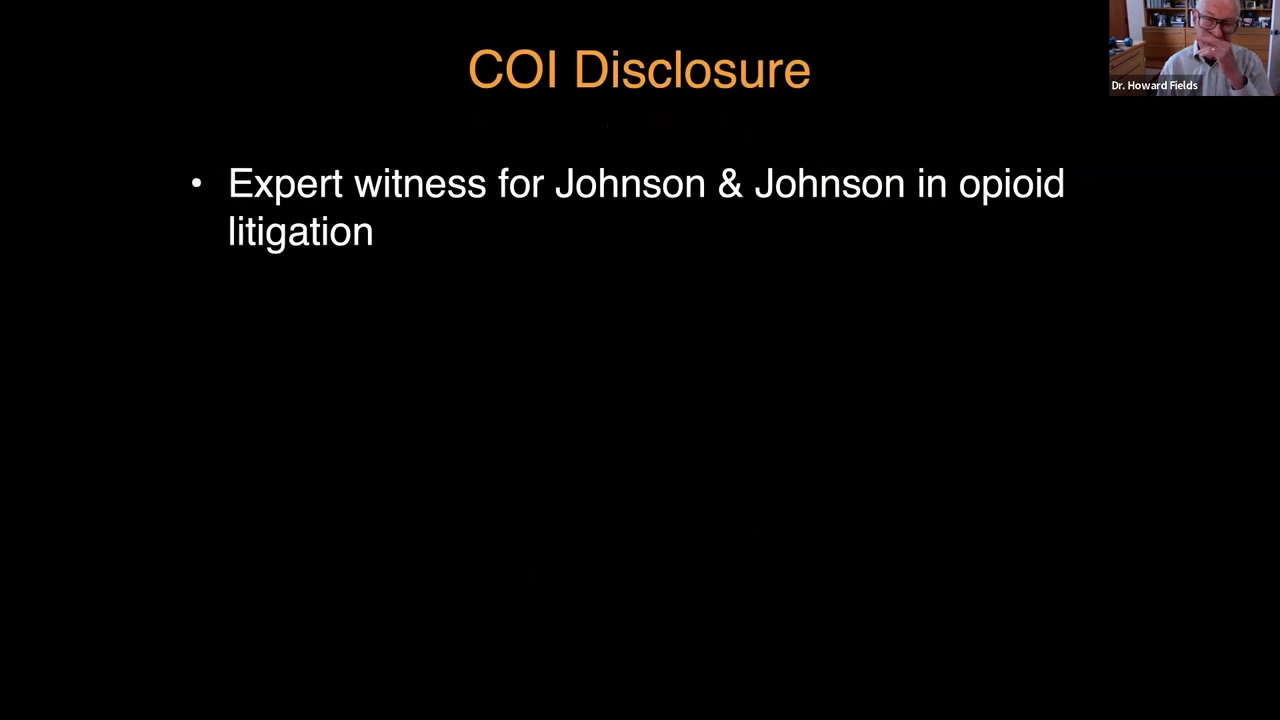 COI Disclosure
Dr. Howard Fields
• Expert witness for Johnson & Johnson in opioid
litigation